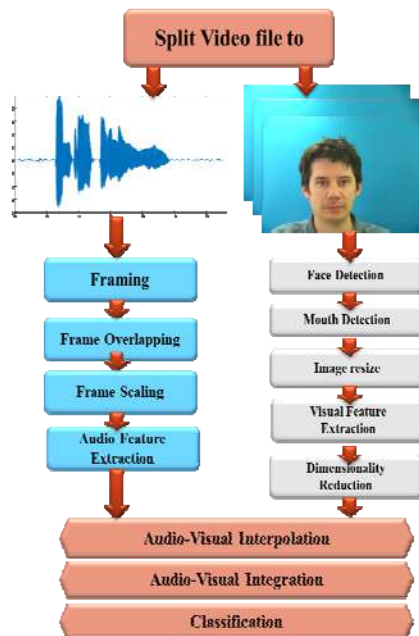 Split Video file to
Framing
Frame Overlapping
Frame Scaling
Audio Feature
Extraction
Face Detection
Mouth Detection
Image resize
Visual Feature
Extraction
Dimensionality
Reduction
Audio-Visual Interpolation
Audio-Visual Integration
Classification